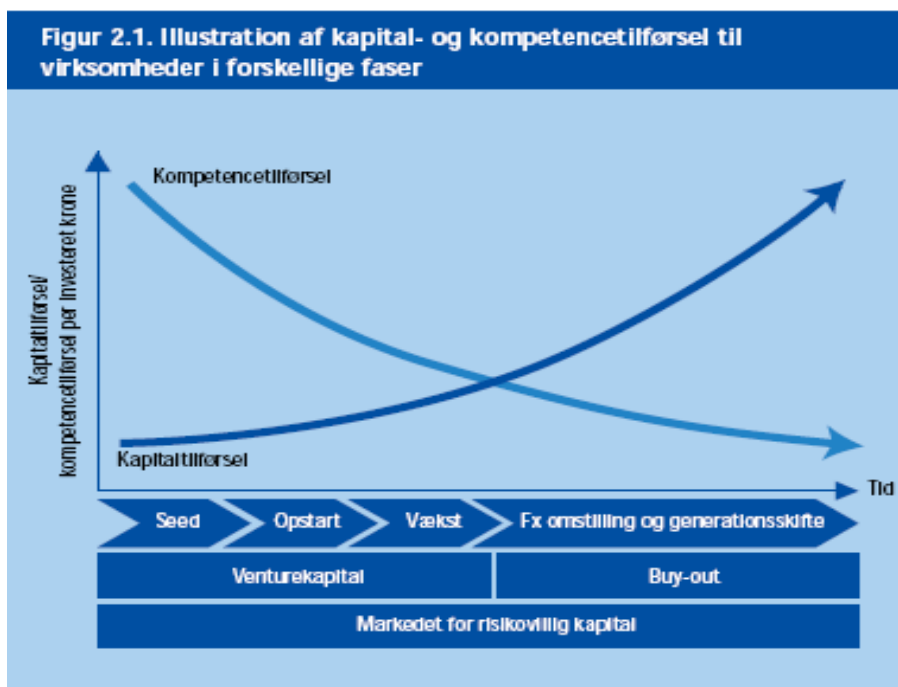 Figur 2.1. Illustration af kapital- og kompetencetilførsel til
virksomheder i forskellige faser
Kompetencetilførsel
Kapitaltilførsel/
kompetencetilførsel per investeret krone
Kapitaltilførsel
Tid
Seed
Opstart
Vækst
Fx omstilling og generationsskifte
Venturekapital
Buy-out
Markedet for risikovillig kapital